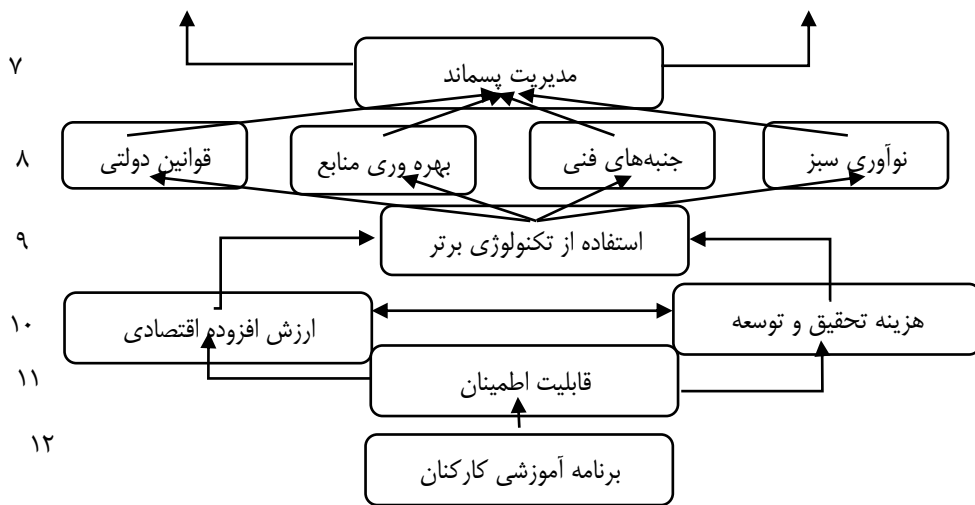 ۷
مدیریت پسماند
۸
نوآوری سبز
جنبه‌های فنی
بهره وری منابع
قوانین دولتی
۹
استفاده از تکنولوژی برتر
۱۰
هزینه تحقیق و توسعه
ارزش افزوده اقتصادی
۱۱
قابلیت اطمینان
۱۲
برنامه آموزشی کارکنان